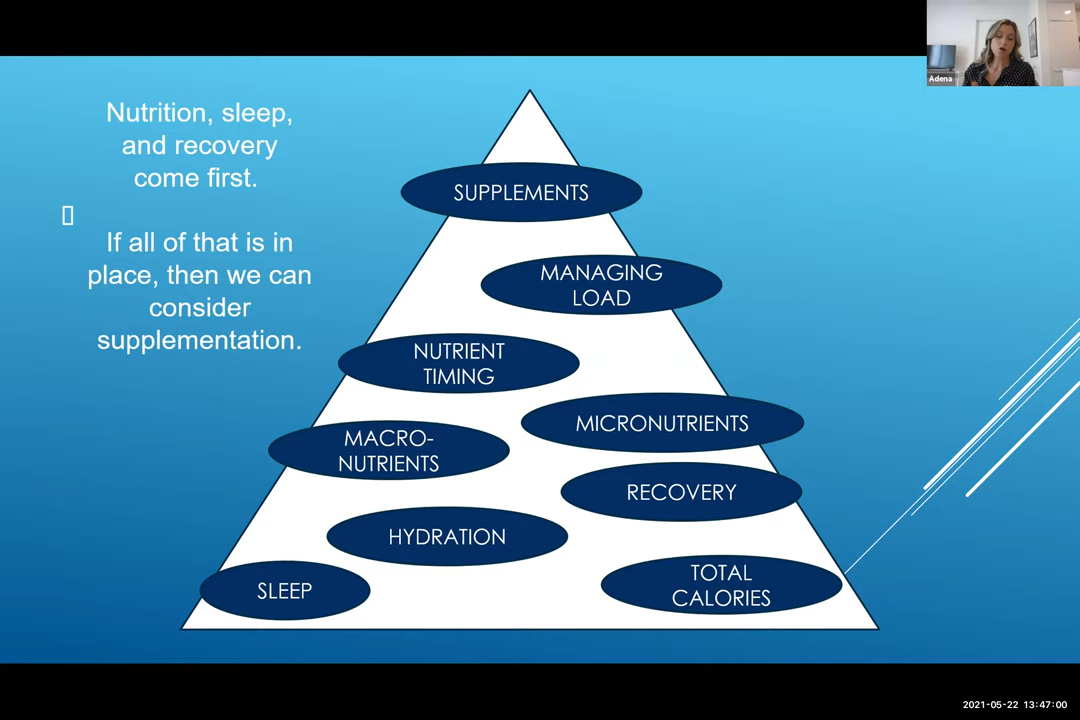 Adena
Nutrition, sleep,
and recovery
come first.
If all of that is in
place, then we can
consider
supplementation.
SUPPLEMENTS
MANAGING
LOAD
NUTRIENT
TIMING
MICRONUTRIENTS
MACRO-
NUTRIENTS
RECOVERY
HYDRATION
SLEEP
TOTAL
CALORIES
2021-05-22 13:47:00